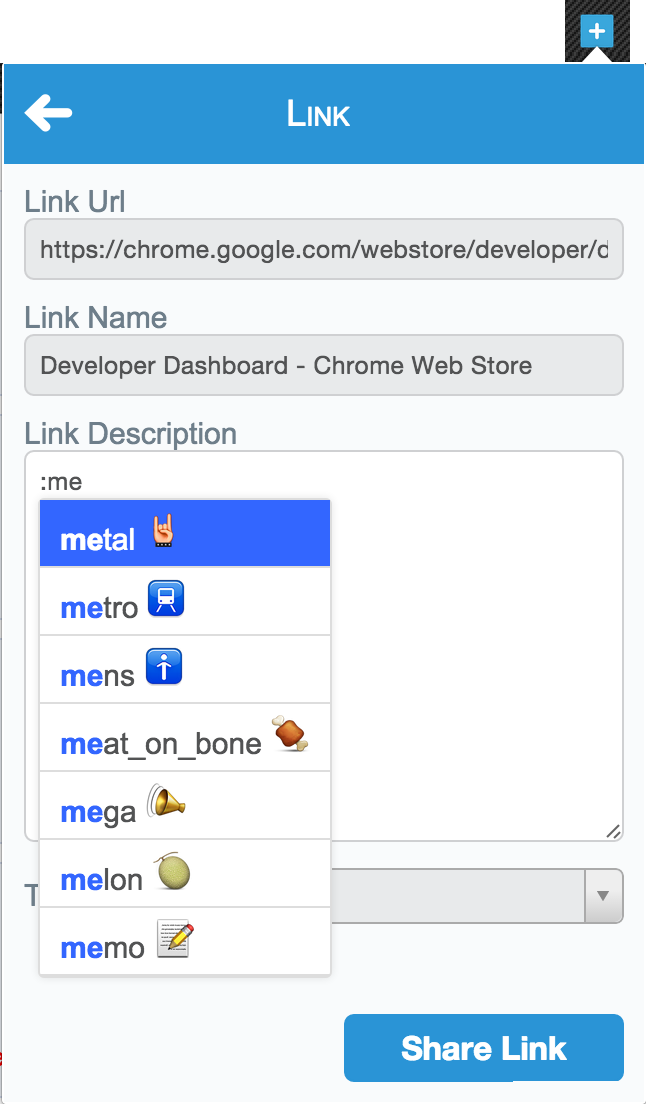 Link
Link Url
https://chrome.google.com/webstore/developer/d
Link Name
Developer Dashboard - Chrome Web Store
Link Description
:me
metal
metro
mens
meat_on_bone
mega
melon
memo
Share Link